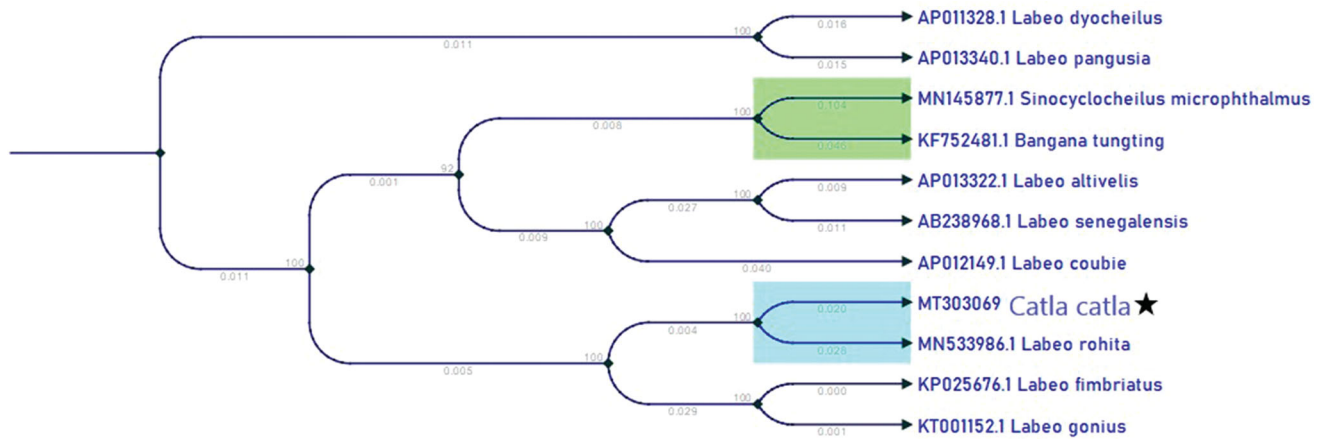 100 0.016 AP011328.1 Labeo dyocheilus
0.011
0.015 AP013340.1 Labeo pangusia
0.104 MN145877.1 Sinocyclocheilus microphthalmus
100
0.008
0.046 KF752481.1 Bangana tungting
92
0.001
0.009 AP013322.1 Labeo altivelis
100
0.027
0.011 AB238968.1 Labeo senegalensis
100
0.009
0.040 AP012149.1 Labeo coubie
100
0.011
0.020 MT303069 Catla catla★
100
0.004
0.028 MN533986.1 Labeo rohita
100
0.005
0.000 KP025676.1 Labeo fimbriatus
100
0.029
0.001 KT001152.1 Labeo gonius